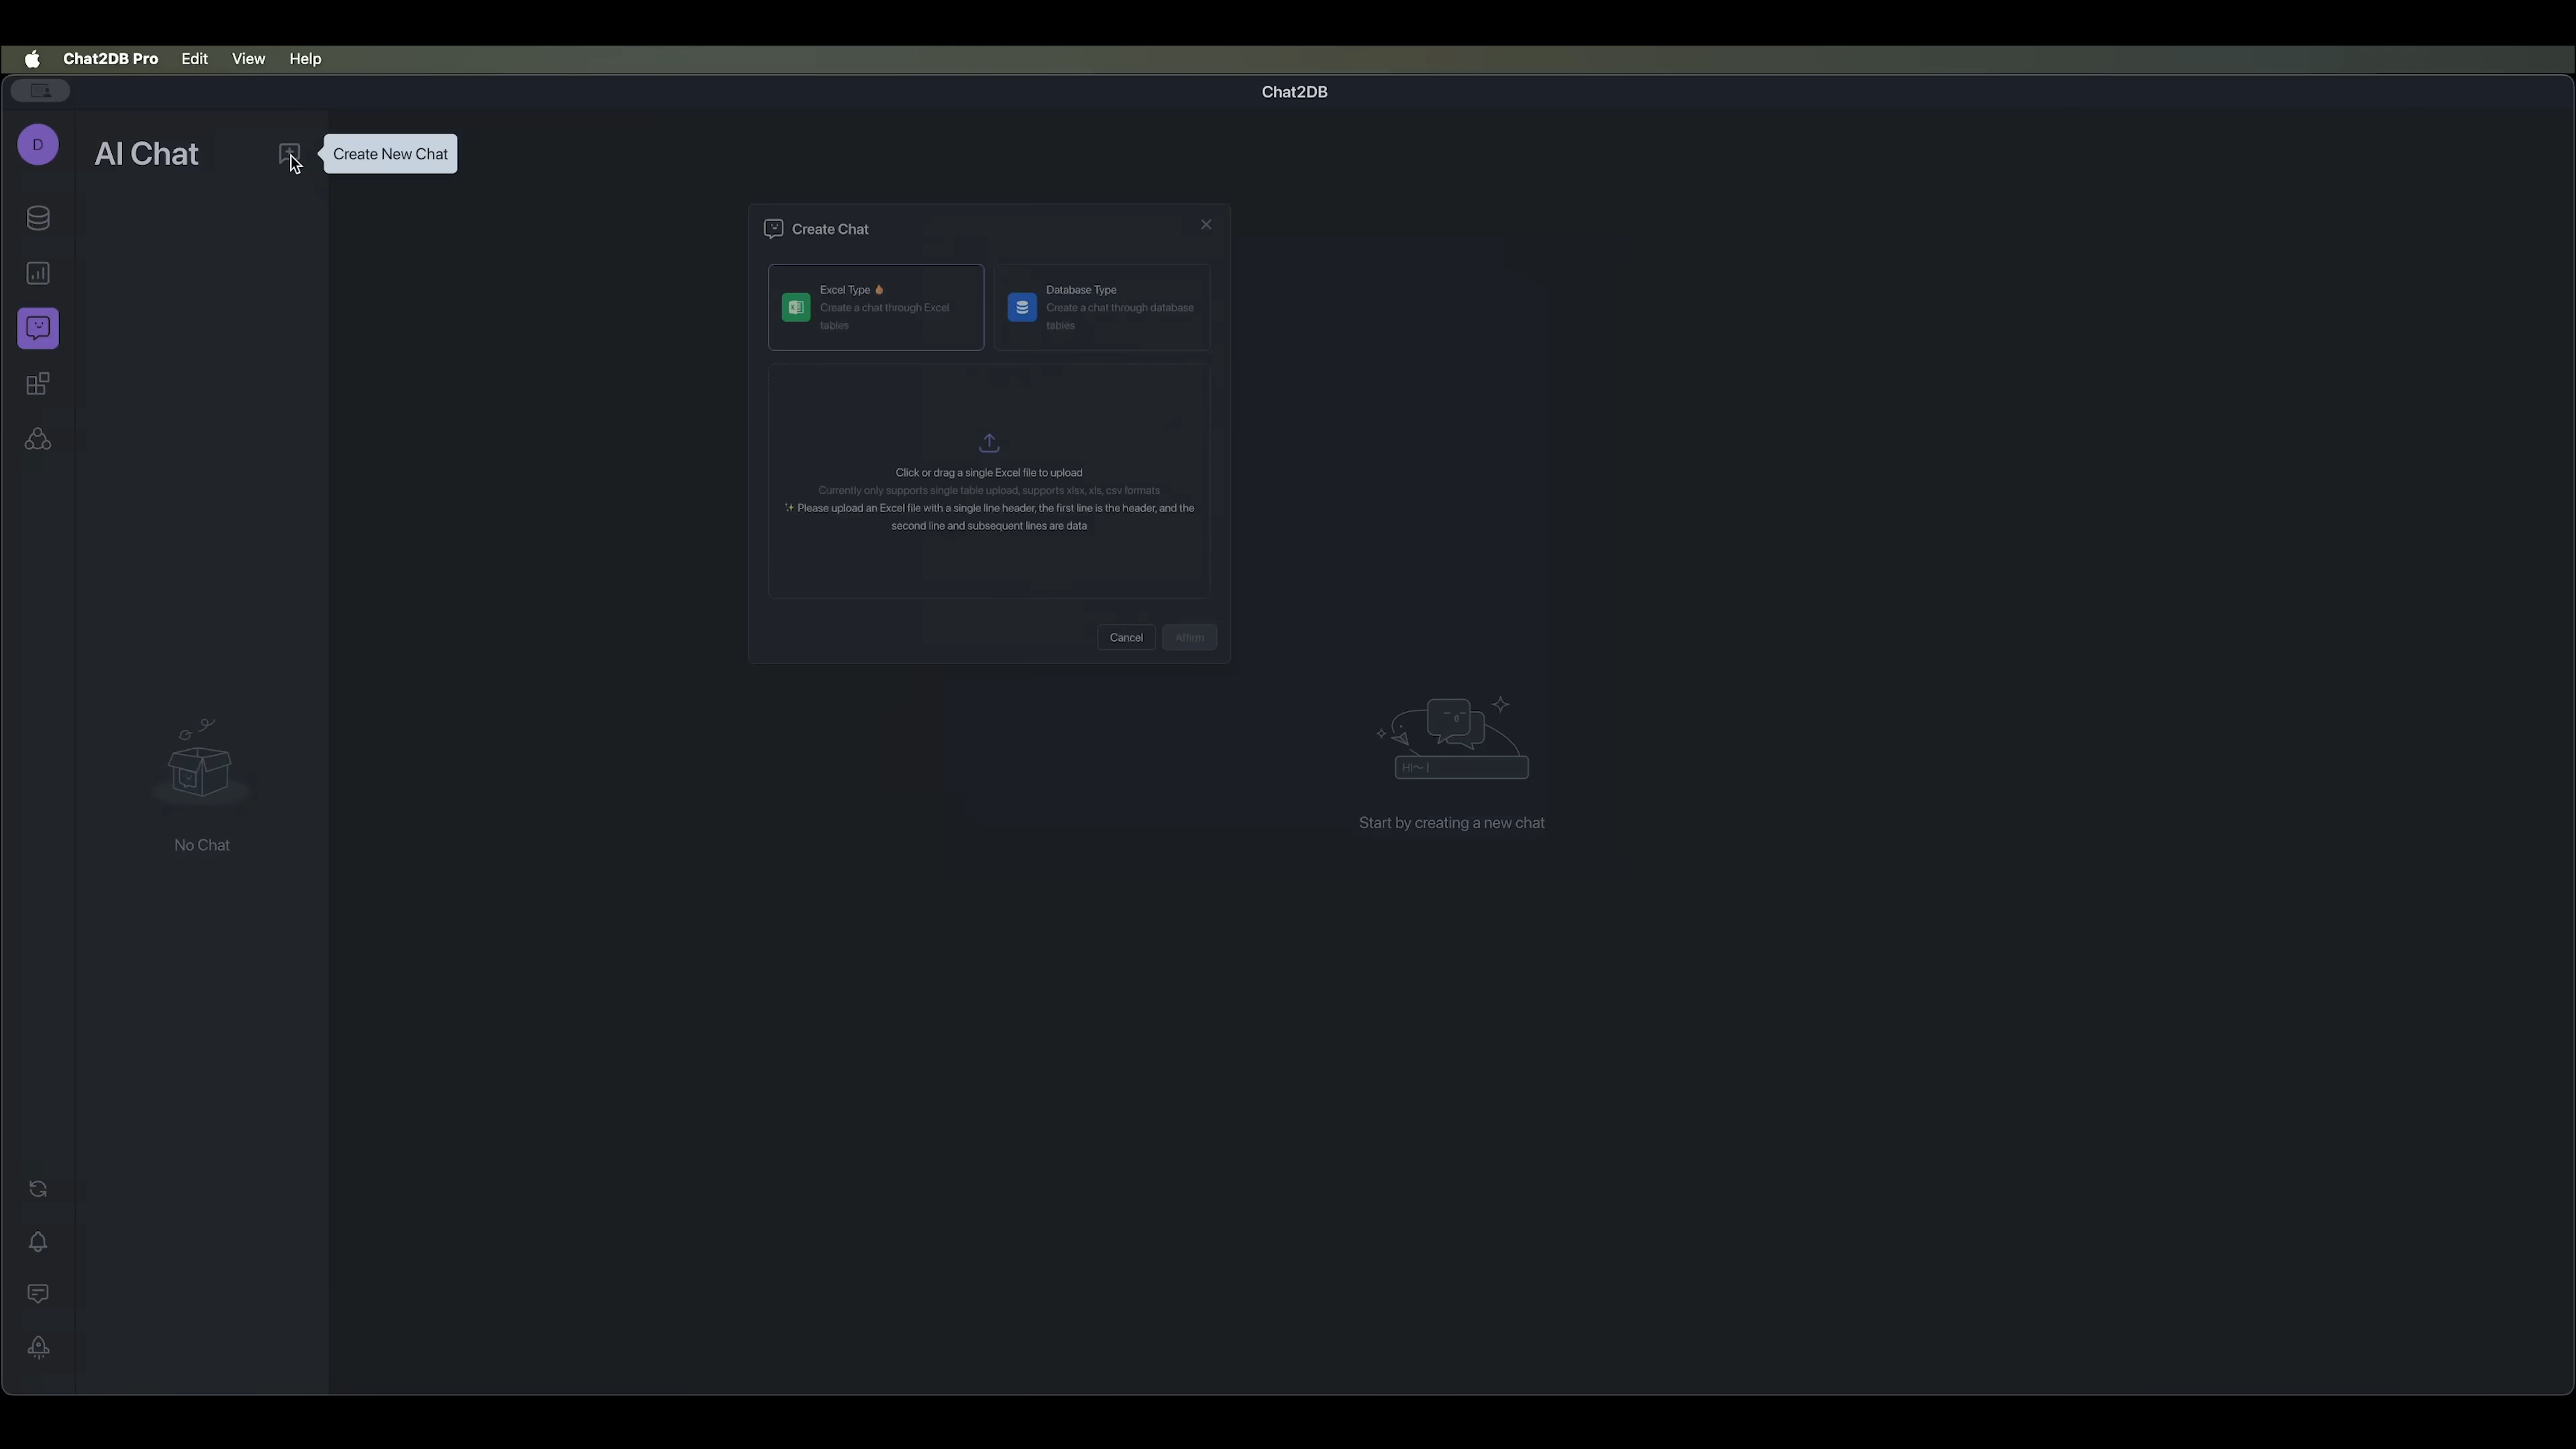 Chat2DB Pro Edit View Help
Chat2DB
D
AI Chat
Create New Chat
Create Chat
Excel Type
Create a chat through Excel
tables
Database Type
Create a chat through database
tables
Click or drag a single Excel file to upload
Currently only supports single table upload, supports xlsx, xls, csv formats
Please upload an Excel file with a single line header, the first line is the header, and the
second line and subsequent lines are data
Cancel Affirm
HI~ |
Start by creating a new chat
No Chat